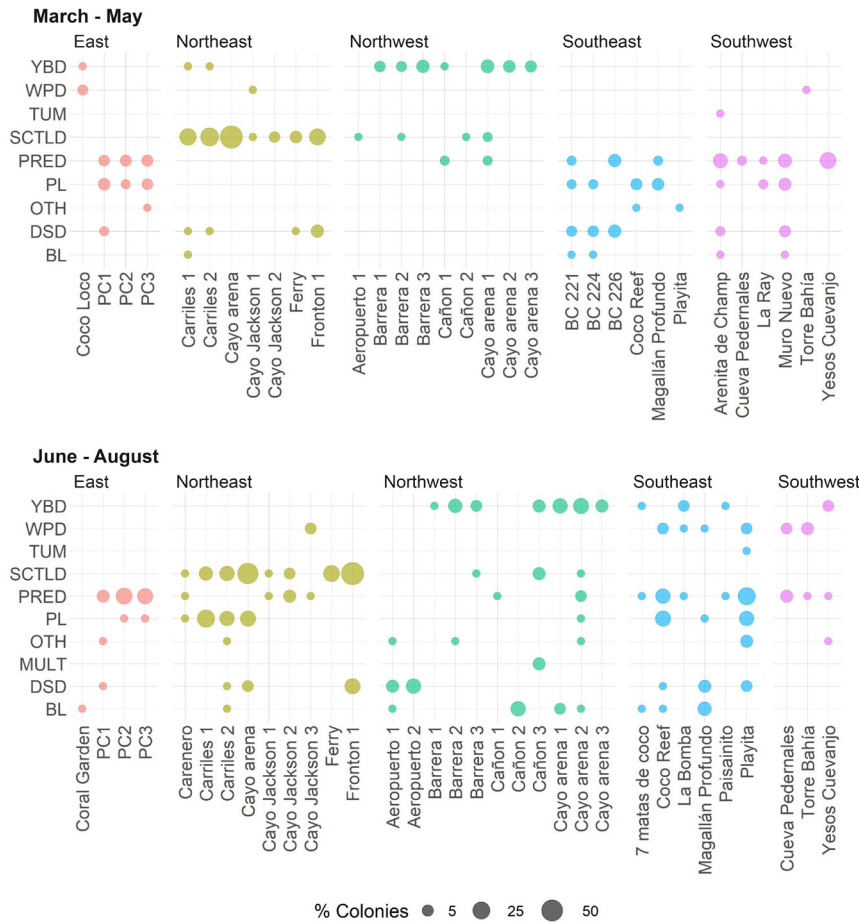 March - May
East Northeast Northwest Southeast Southwest
YBD
WPD
TUM
SCTLD
PRED
PL
OTH
DSD
BL
Coco Loco
PC1
PC2
PC3
Carriles 1
Carriles 2
Cayo arena
Cayo Jackson 1
Cayo Jackson 2
Ferry
Fronton 1
Aeropuerto 1
Barrera 1
Barrera 2
Barrera 3
Cañon 1
Cañon 2
Cayo arena 1
Cayo arena 2
Cayo arena 3
BC 221
BC 224
BC 226
Coco Reef
Magallán Profundo
Playita
Arenita de Champ
Cueva Pedernales
La Ray
Muro Nuevo
Torre Bahía
Yesos Cuevanjo
June - August
East Northeast Northwest Southeast Southwest
YBD
WPD
TUM
SCTLD
PRED
PL
OTH
MULT
DSD
BL
Coral Garden
PC1
PC2
PC3
Carenero
Carriles 1
Carriles 2
Cayo arena
Cayo Jackson 1
Cayo Jackson 2
Cayo Jackson 3
Ferry
Fronton 1
Aeropuerto 1
Aeropuerto 2
Barrera 1
Barrera 2
Barrera 3
Cañon 1
Cañon 2
Cañon 3
Cayo arena 1
Cayo arena 2
Cayo arena 3
7 matas de coco
Coco Reef
La Bomba
Magallán Profundo
Paisainito
Playita
Cueva Pedernales
Torre Bahía
Yesos Cuevanjo
% Colonies 5 25 50